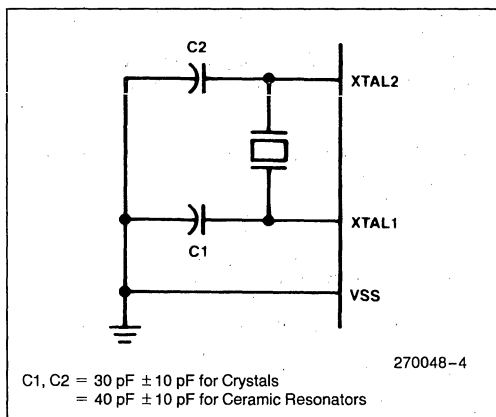 C2
XTAL2
XTAL1
C1
VSS
270048-4
C1, C2 = 30 pF ±10 pF for Crystals
= 40 pF ±10 pF for Ceramic Resonators